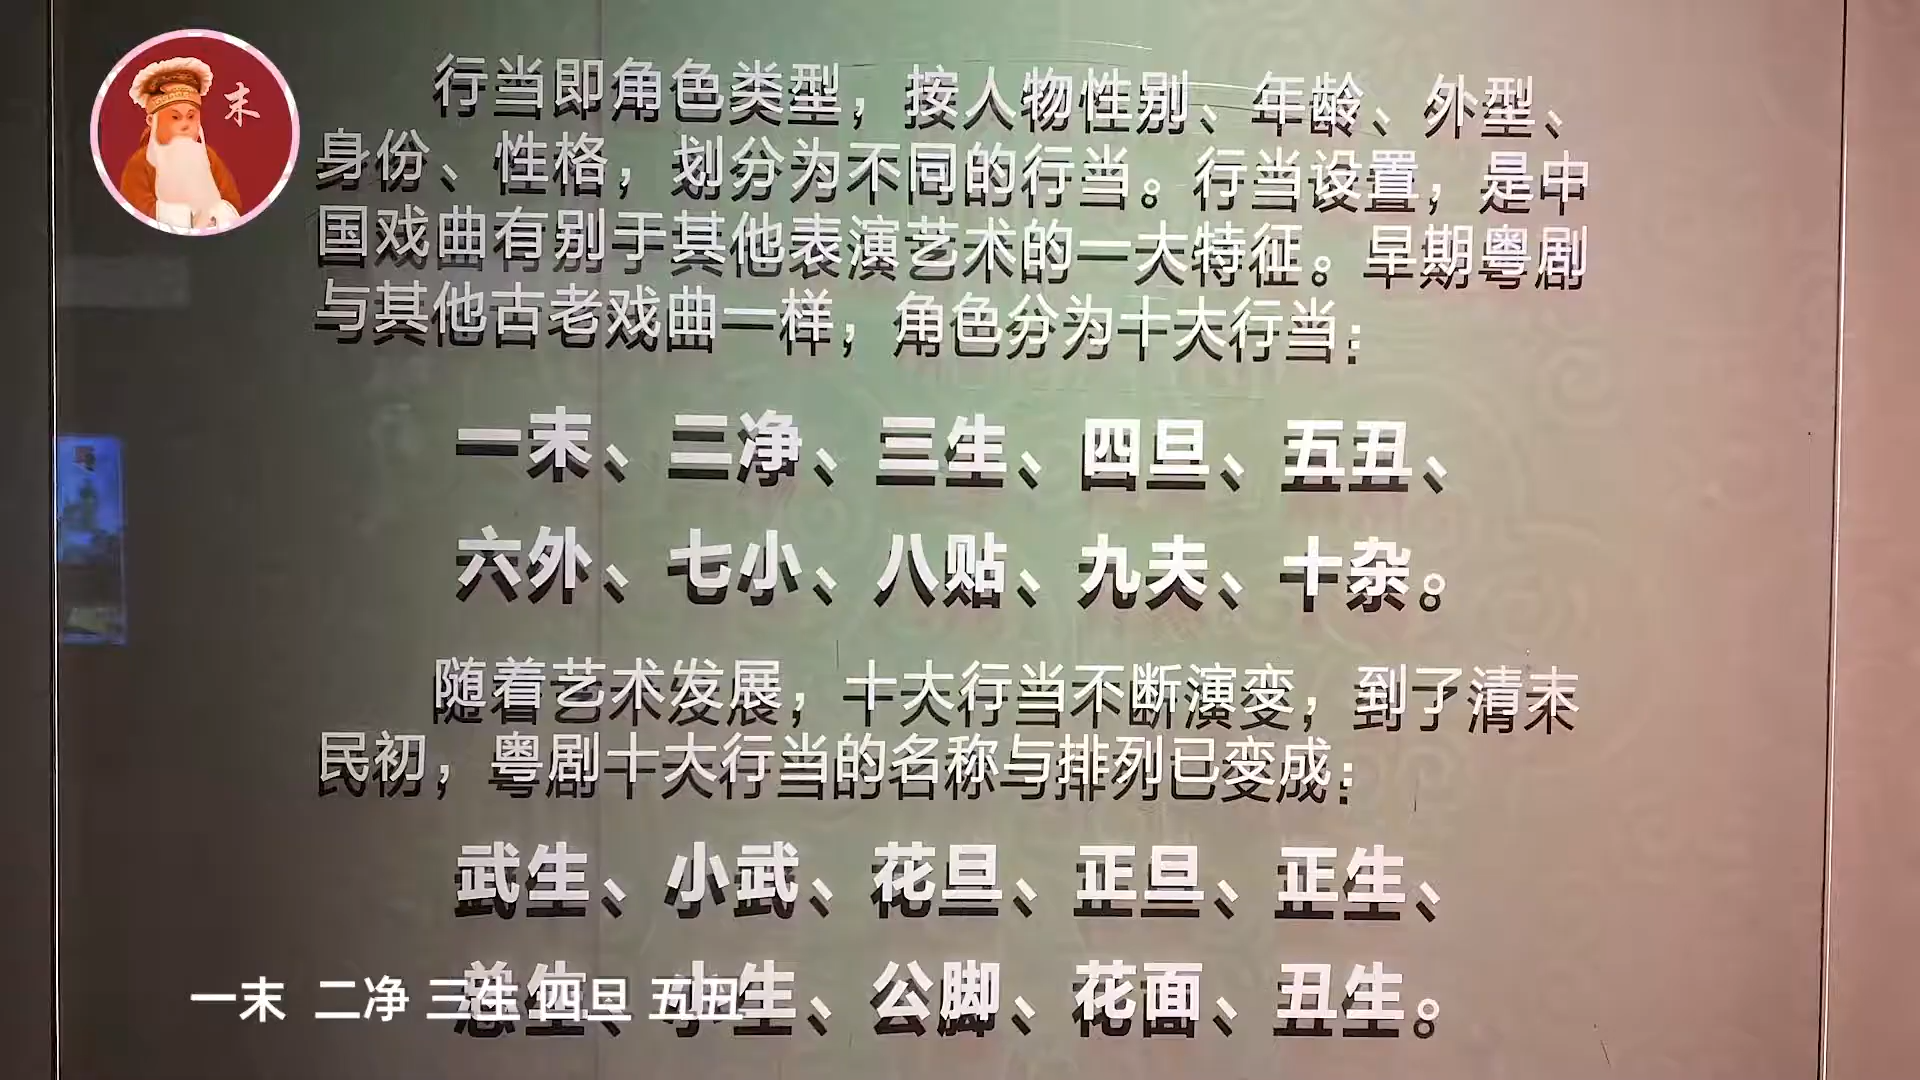 末
行当即角色类型，按人物性别、年龄、外型、
身份、性格，划分为不同的行当。行当设置，是中
国戏曲有别于其他表演艺术的一大特征。早期粤剧
与其他古老戏曲一样，角色分为十大行当：
一末、二净、三生、四旦、五丑、
六外、七小、八贴、九夫、十杂。
随着艺术发展，十大行当不断演变，到了清末
民初，粤剧十大行当的名称与排列已变成：
武生、小武、花旦、正旦、正生、
总生、小生、公脚、花面、丑生。
一末 二净 三生 四旦 五丑